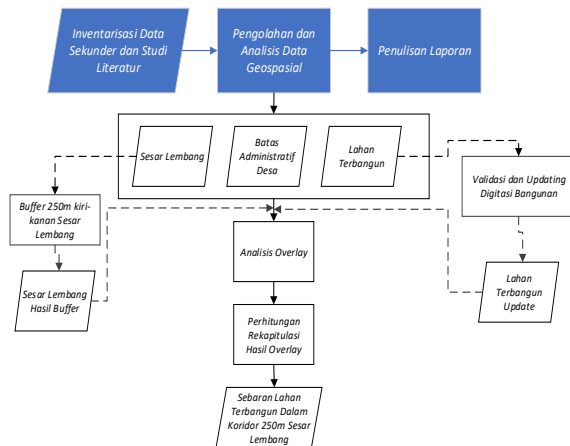 Inventarisasi Data
Sekunder dan Studi
Literatur
Pengolahan dan
Analisis Data
Geospasial
Penulisan Laporan
Sesar Lembang
Batas
Administratif
Desa
Lahan
Terbangun
Buffer 250m kiri-
kanan Sesar
Lembang
Validasi dan Updating
Digitasi Bangunan
Analisis Overlay
Sesar Lembang
Hasil Buffer
Lahan
Terbangun
Update
Perhitungan
Rekapitulasi
Hasil Overlay
Sebaran Lahan
Terbangun Dalam
Koridor 250m Sesar
Lembang